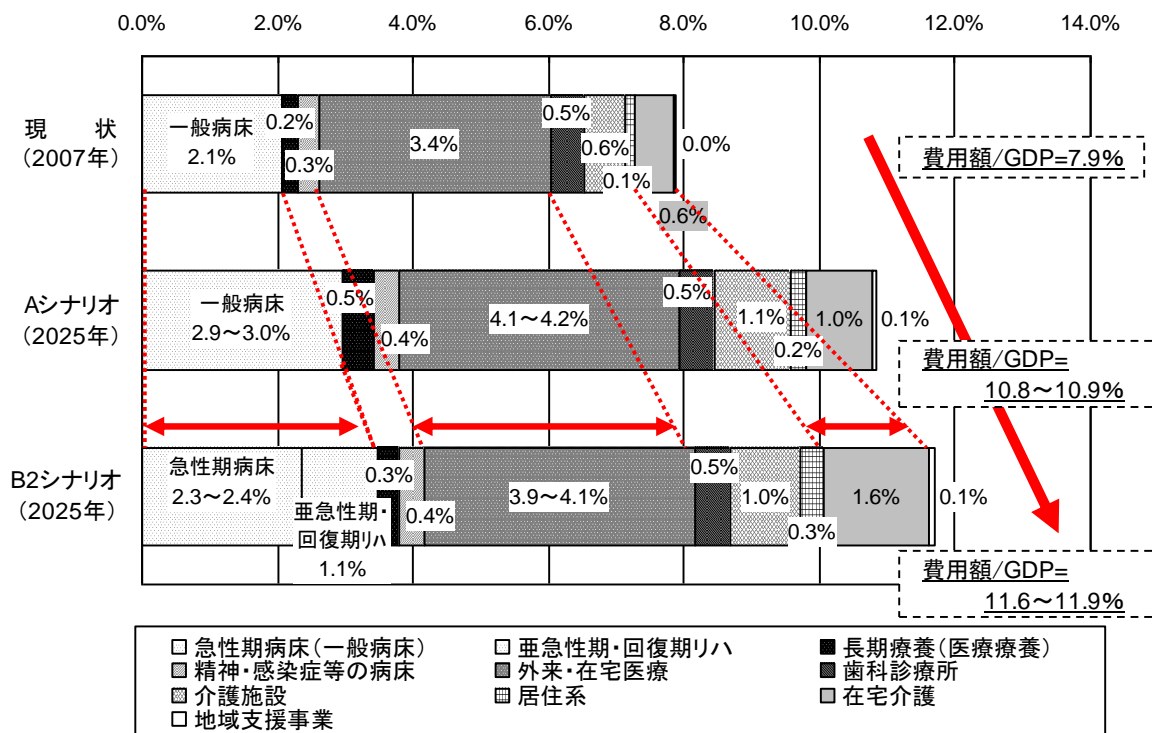 0.0% 2.0% 4.0% 6.0% 8.0% 10.0% 12.0% 14.0%
現 状
(2007年)
一般病床
2.1%
0.2%
0.3%
3.4%
0.5%
0.6%
0.1%
0.6%
0.0%
費用額/GDP=7.9%
Aシナリオ
(2025年)
一般病床
2.9～3.0%
0.5%
0.4%
4.1～4.2%
0.5%
1.1%
0.2%
1.0%
0.1%
費用額/GDP=
10.8～10.9%
B2シナリオ
(2025年)
急性期病床
2.3～2.4%
亜急性期・
回復期リハ
1.1%
0.3%
0.4%
3.9～4.1%
0.5%
1.0%
0.3%
1.6%
0.1%
費用額/GDP=
11.6～11.9%
急性期病床(一般病床) 亜急性期・回復期リハ 長期療養(医療療養)
精神・感染症等の病床 外来・在宅医療 歯科診療所
介護施設 居住系 在宅介護
地域支援事業